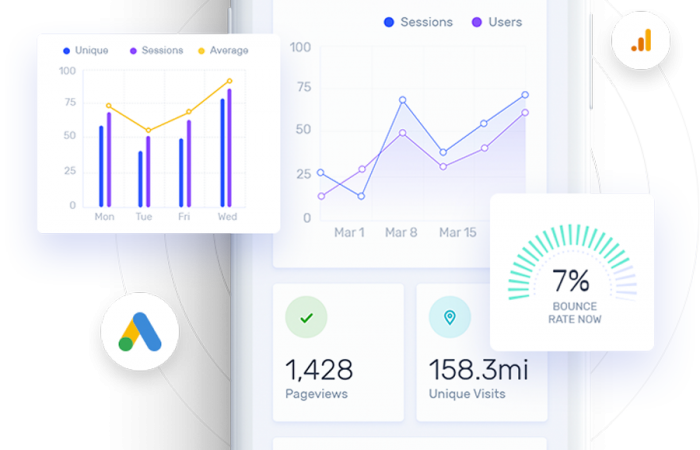 Unique Sessions Average
100
75
50
25
0
Mon Tue Fri Wed
Sessions Users
100
75
50
25
0
Mar 1 Mar 8 Mar 15
7%
BOUNCE
RATE NOW
1,428
Pageviews
158.3mi
Unique Visits